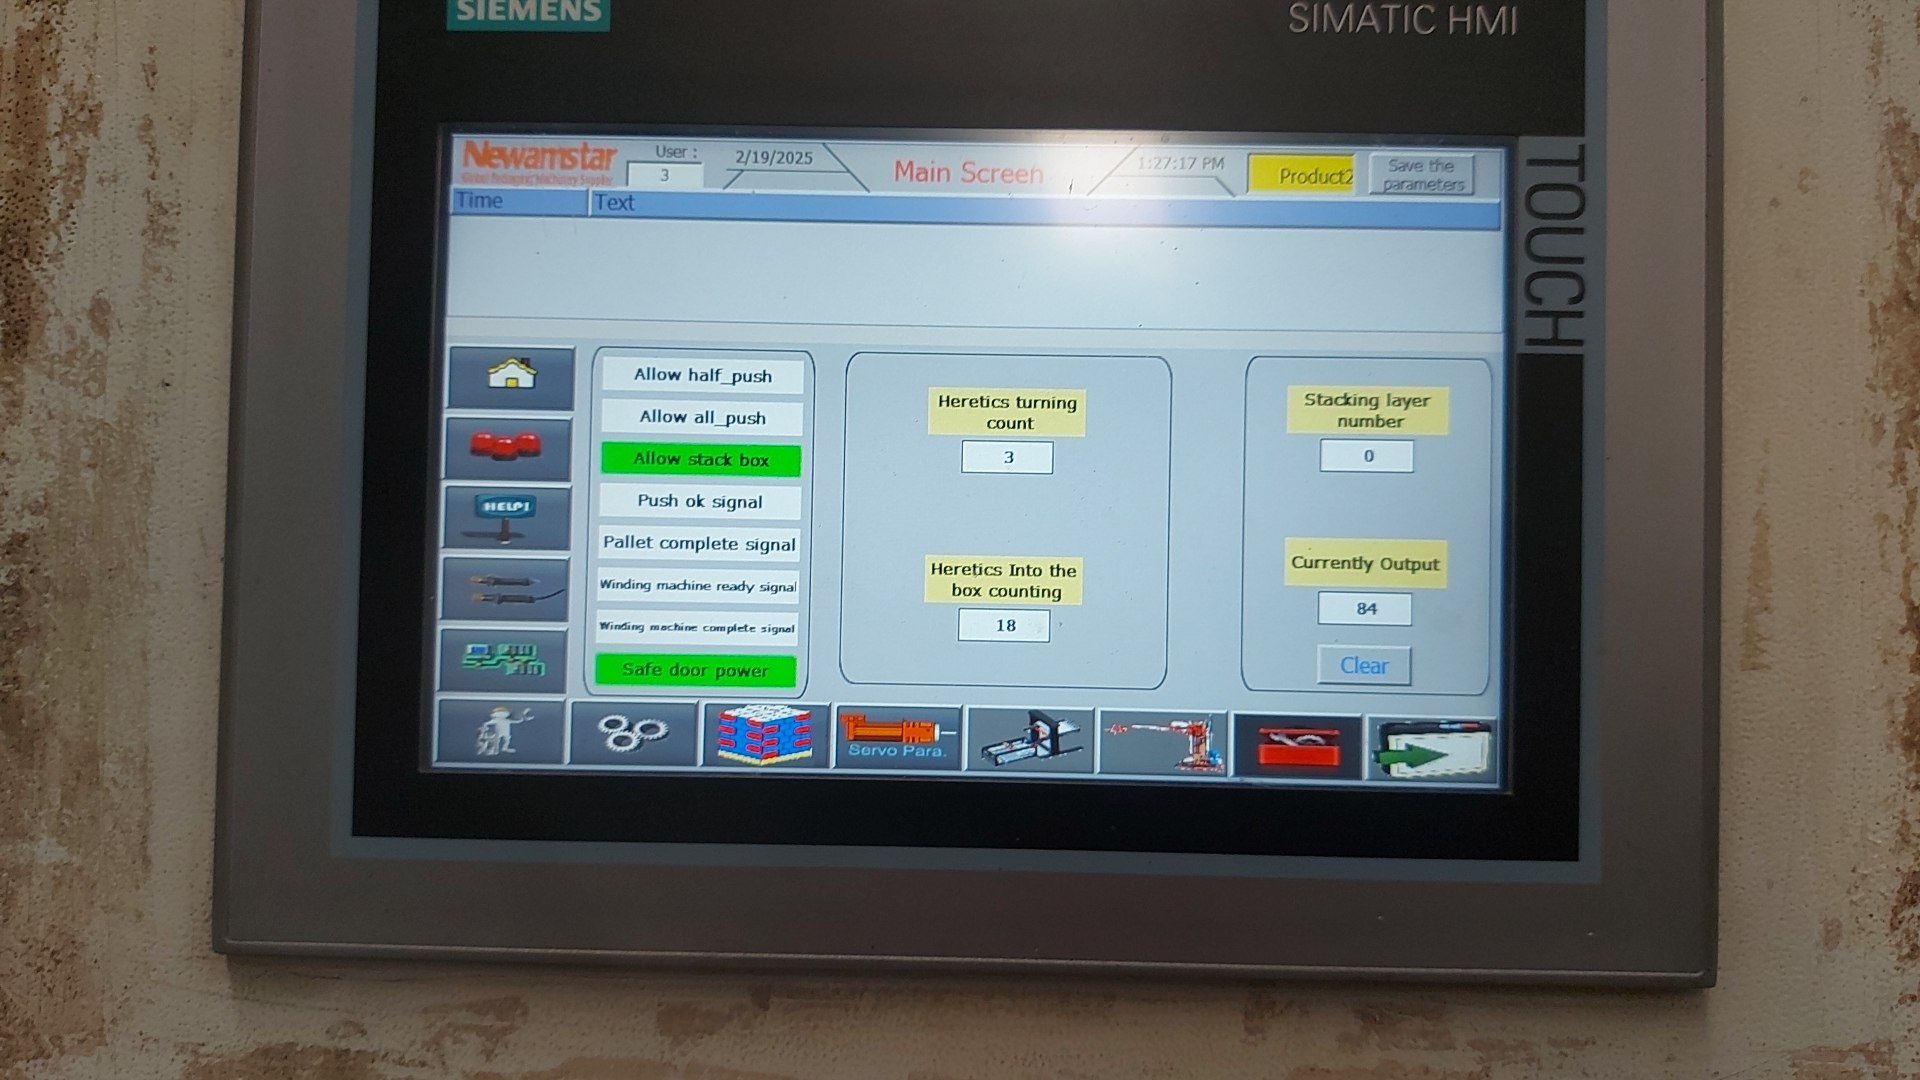 SIEMENS
SIMATIC HMI
TOUCH
Newamstar
Global Packaging Machinery Supplier
User :
3
2/19/2025
Main Screen
1:27:17 PM
Product2
Save the
parameters
Time
Text
Allow half_push
Allow all_push
Allow stack box
Push ok signal
Pallet complete signal
Winding machine ready signal
Winding machine complete signal
Safe door power
Heretics turning
count
3
Heretics Into the
box counting
18
Stacking layer
number
0
Currently Output
84
Clear
HELP!
Servo Para.